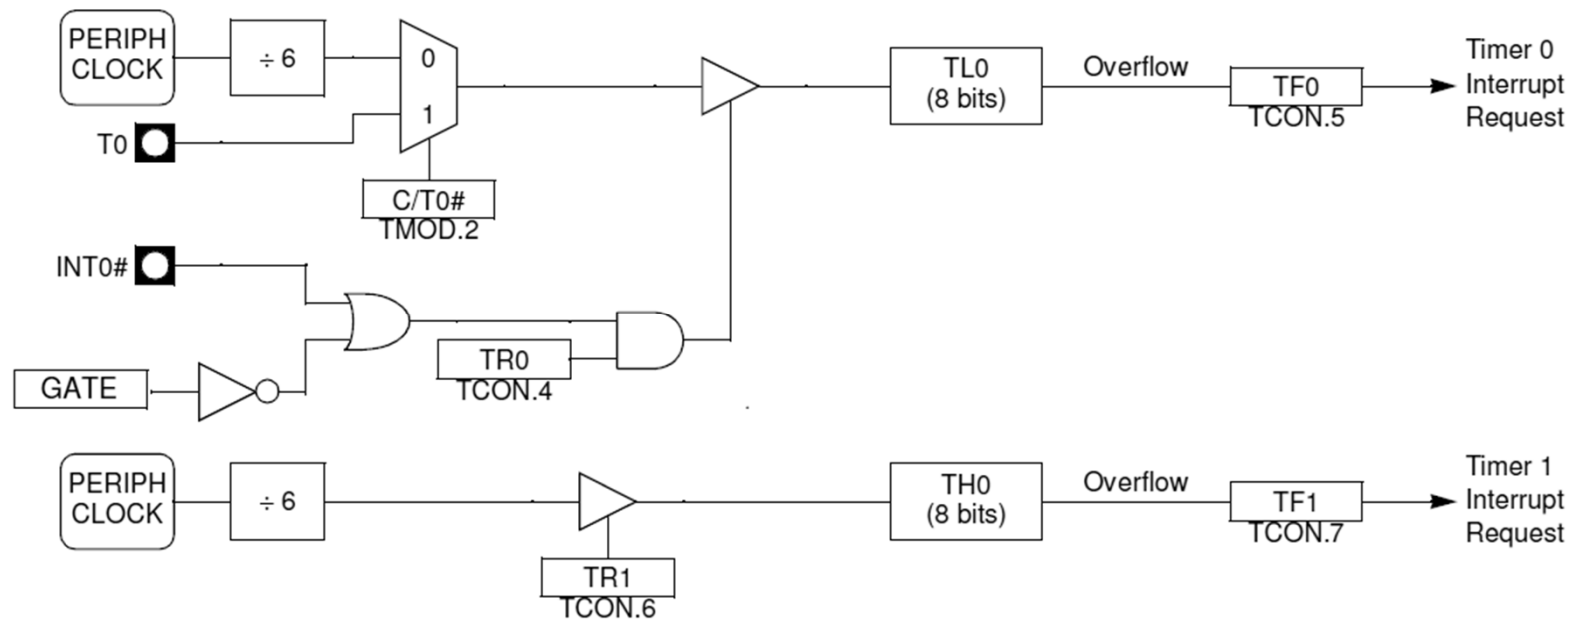 PERIPH
CLOCK
÷ 6
0
1
T0
C/T0#
TMOD.2
TL0
(8 bits)
Overflow
TF0
TCON.5
Timer 0
Interrupt
Request
INT0#
GATE
TR0
TCON.4
PERIPH
CLOCK
÷ 6
TR1
TCON.6
TH0
(8 bits)
Overflow
TF1
TCON.7
Timer 1
Interrupt
Request